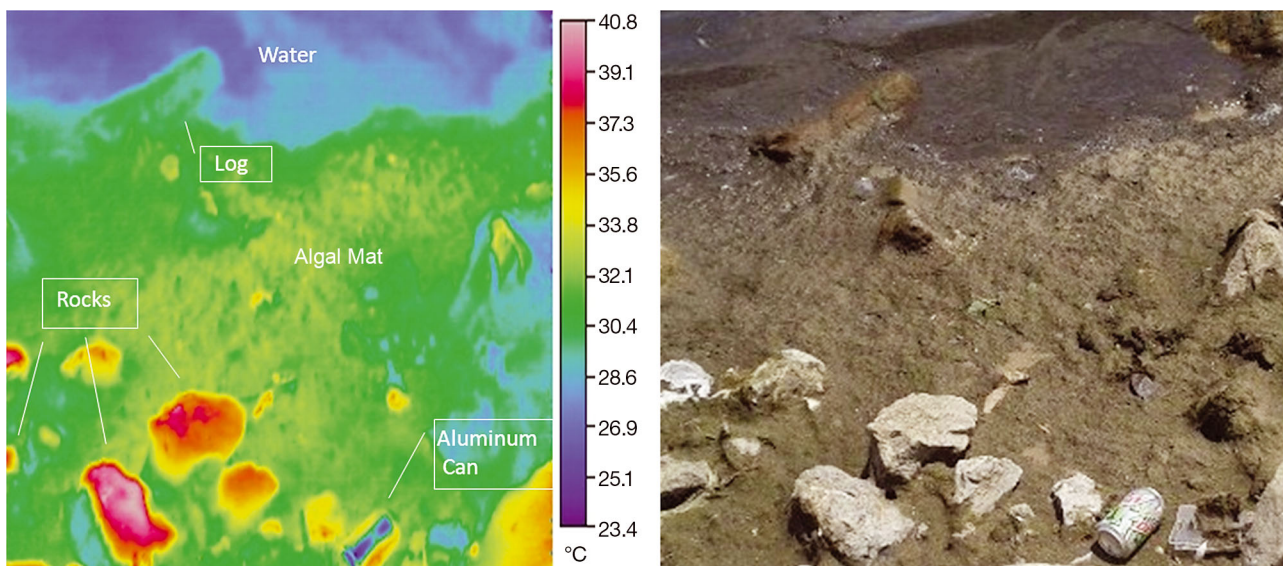 Water
Log
Algal Mat
Rocks
Aluminum
Can
40.8
39.1
37.3
35.6
33.8
32.1
30.4
28.6
26.9
25.1
23.4
°C